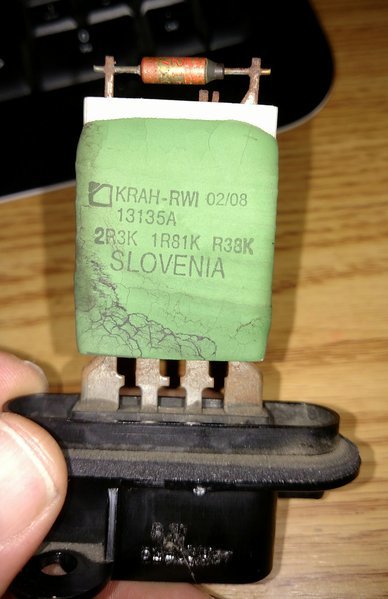 KRAH-RWI 02/08
13135A
2R3K 1R81K R38K
SLOVENIA